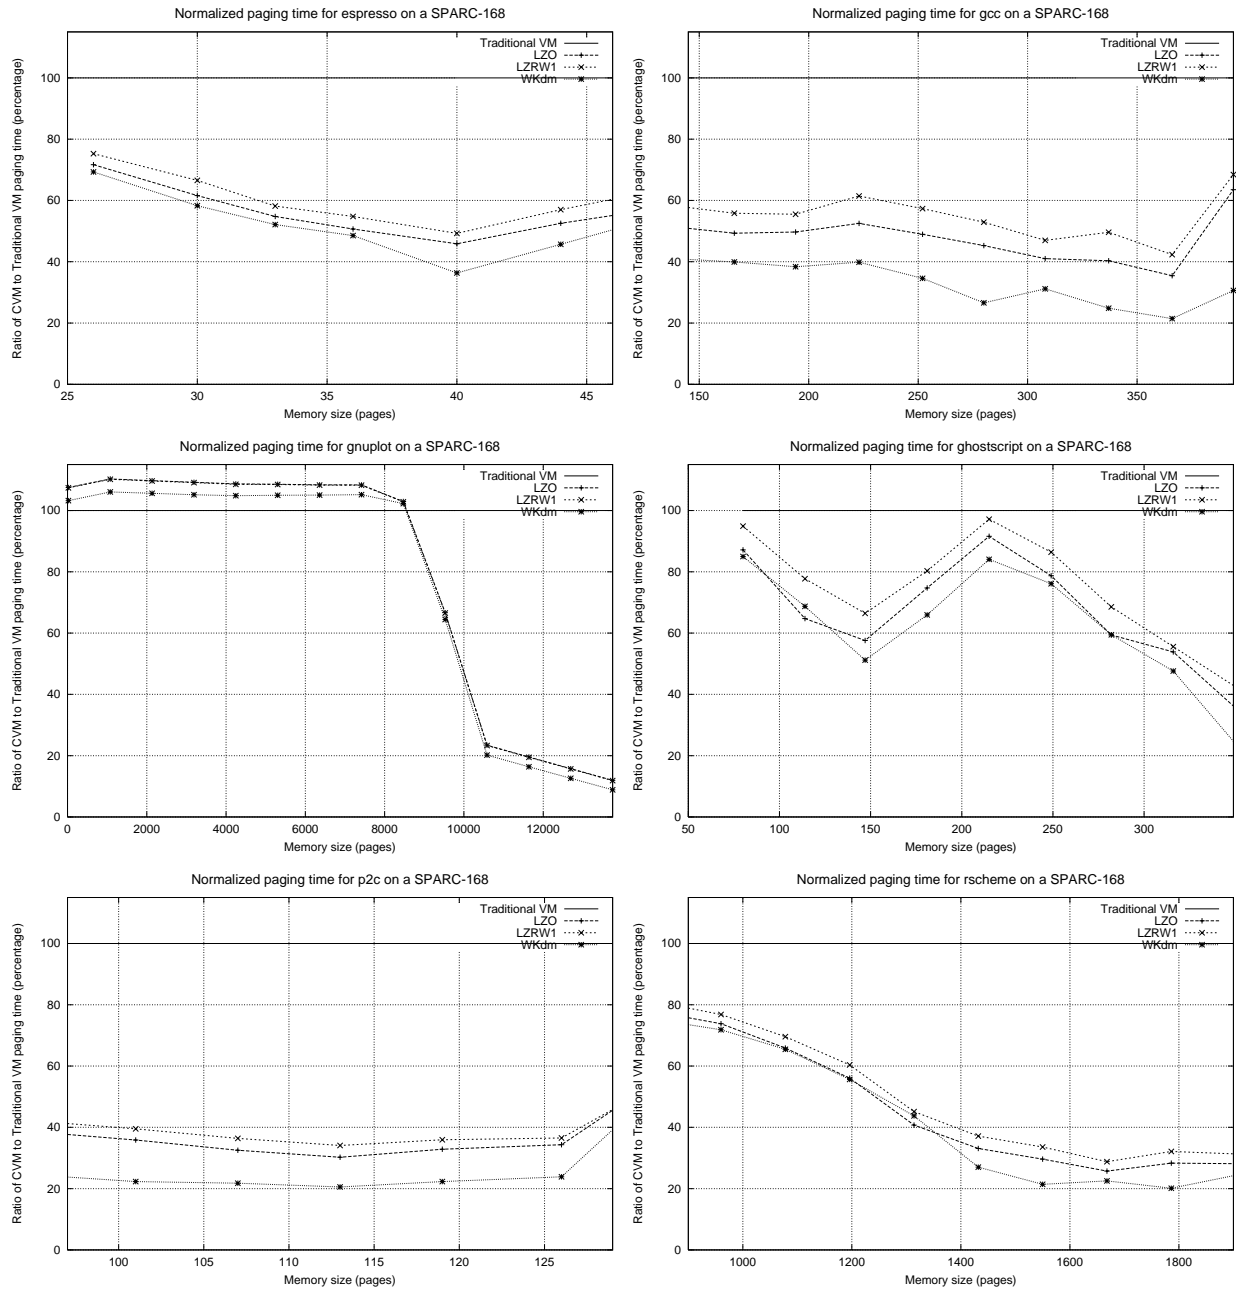 Normalized paging time for espresso on a SPARC-168
Ratio of CVM to Traditional VM paging time (percentage)
Traditional VM
LZO
LZRW1
WKdm
100
80
60
40
20
0
25 30 35 40 45
Memory size (pages)
Normalized paging time for gcc on a SPARC-168
Ratio of CVM to Traditional VM paging time (percentage)
Traditional VM
LZO
LZRW1
WKdm
100
80
60
40
20
0
150 200 250 300 350
Memory size (pages)
Normalized paging time for gnuplot on a SPARC-168
Ratio of CVM to Traditional VM paging time (percentage)
Traditional VM
LZO
LZRW1
WKdm
100
80
60
40
20
0
0 2000 4000 6000 8000 10000 12000
Memory size (pages)
Normalized paging time for ghostscript on a SPARC-168
Ratio of CVM to Traditional VM paging time (percentage)
Traditional VM
LZO
LZRW1
WKdm
100
80
60
40
20
0
50 100 150 200 250 300
Memory size (pages)
Normalized paging time for p2c on a SPARC-168
Ratio of CVM to Traditional VM paging time (percentage)
Traditional VM
LZO
LZRW1
WKdm
100
80
60
40
20
0
100 105 110 115 120 125
Memory size (pages)
Normalized paging time for rscheme on a SPARC-168
Ratio of CVM to Traditional VM paging time (percentage)
Traditional VM
LZO
LZRW1
WKdm
100
80
60
40
20
0
1000 1200 1400 1600 1800
Memory size (pages)